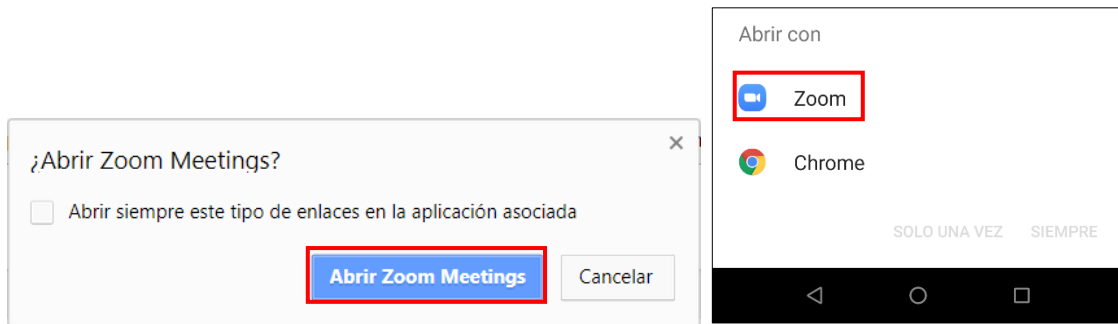 ¿Abrir Zoom Meetings?
Abrir siempre este tipo de enlaces en la aplicación asociada
Abrir Zoom Meetings
Cancelar
Abrir con
Zoom
Chrome
SOLO UNA VEZ SIEMPRE